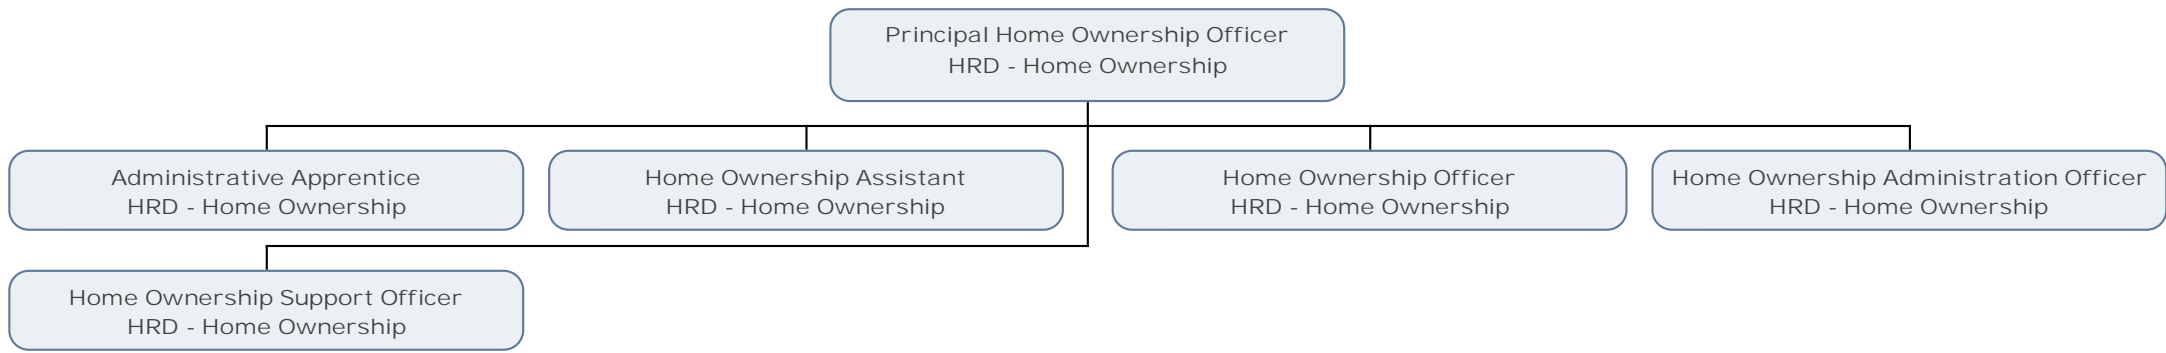 Principal Home Ownership Officer
HRD - Home Ownership
Administrative Apprentice
HRD - Home Ownership
Home Ownership Assistant
HRD - Home Ownership
Home Ownership Officer
HRD - Home Ownership
Home Ownership Administration Officer
HRD - Home Ownership
Home Ownership Support Officer
HRD - Home Ownership